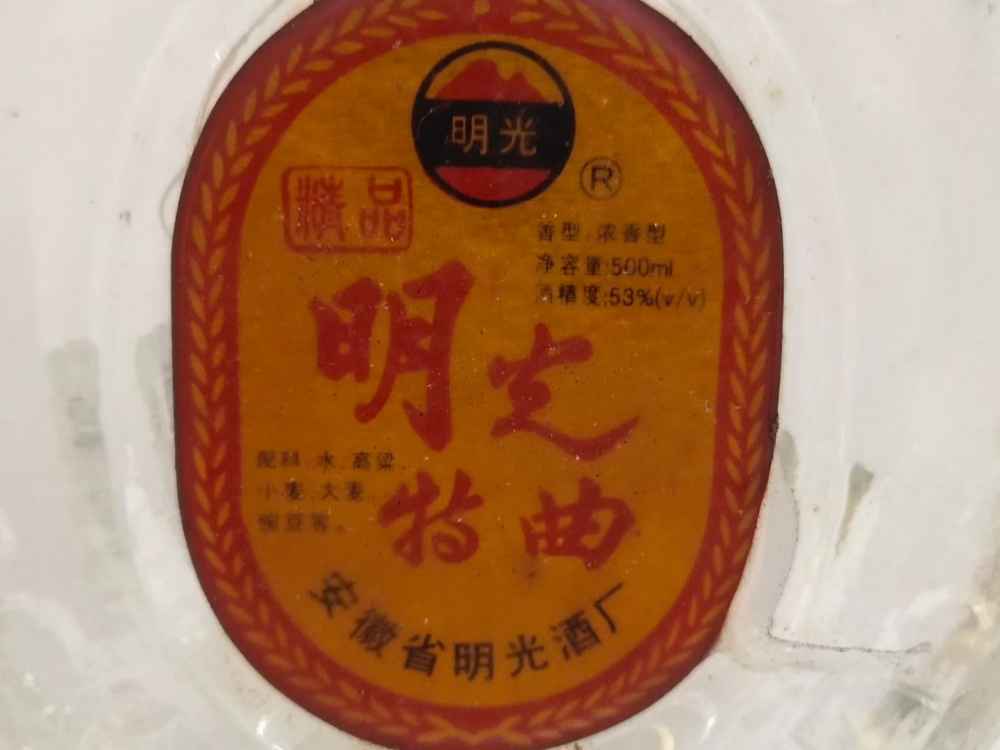 明光
®
精品
香型:浓香型
净容量:500ml
酒精度:53%(v/v)
明光
特曲
配料:水、高粱、
小麦、大麦、
豌豆等。
安徽省明光酒厂